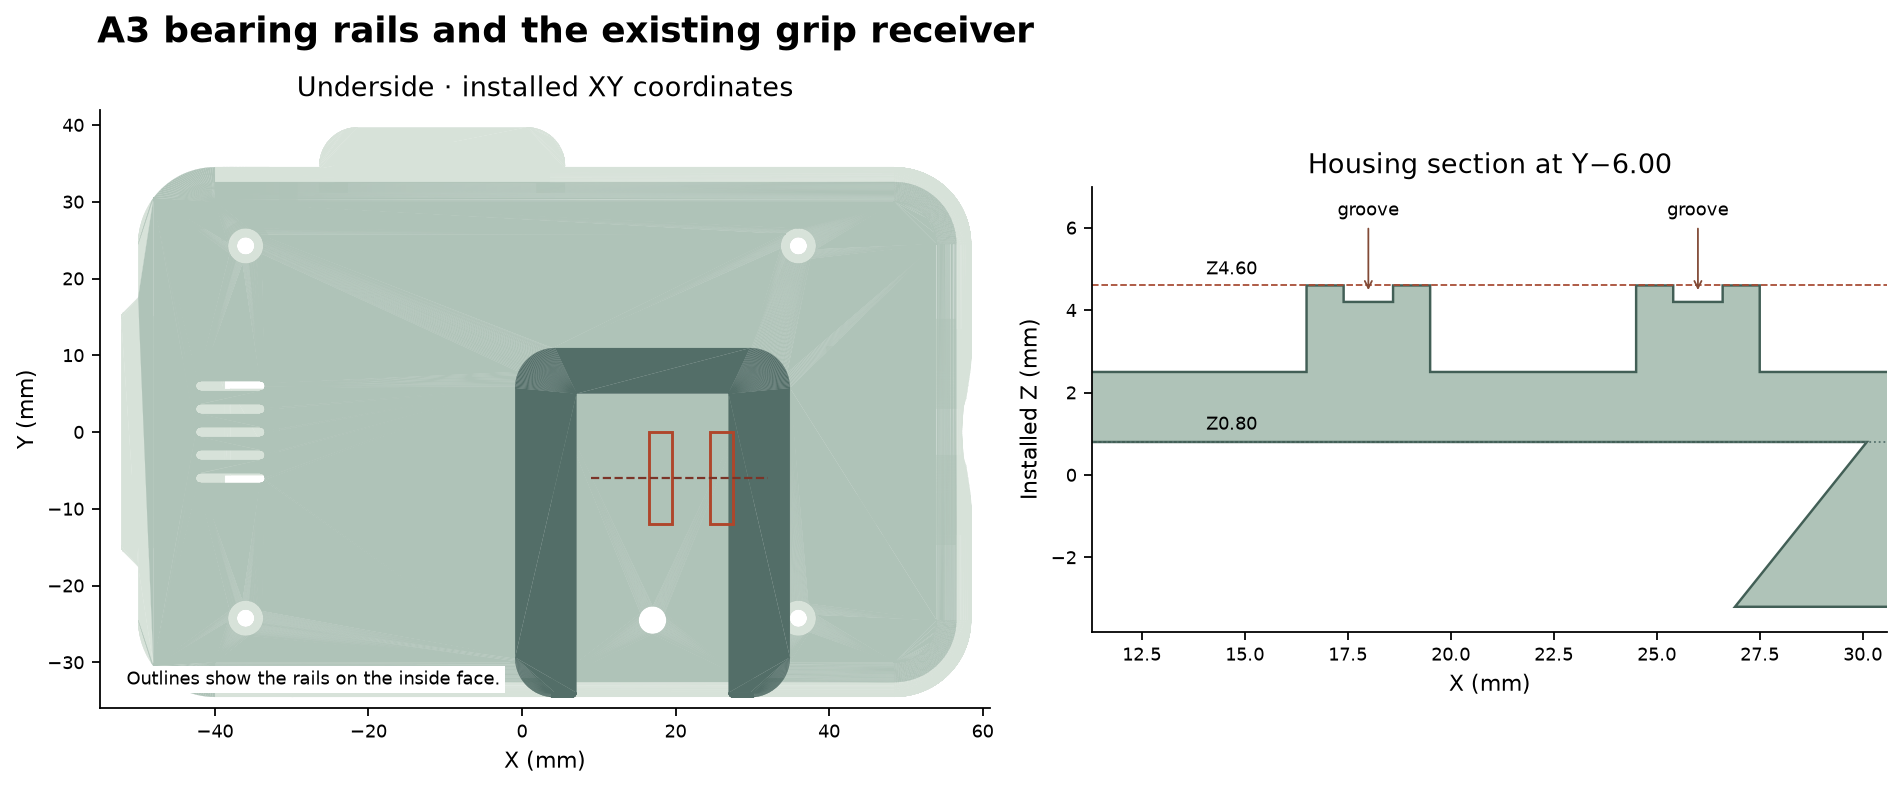 A3 bearing rails and the existing grip receiver
Underside · installed XY coordinates
40
30
20
10
0
−10
−20
−30
Y (mm)
Outlines show the rails on the inside face.
−40
−20
0
20
40
60
X (mm)
Housing section at Y−6.00
groove
groove
Z4.60
Z0.80
6
4
2
0
−2
Installed Z (mm)
12.5
15.0
17.5
20.0
22.5
25.0
27.5
30.0
X (mm)